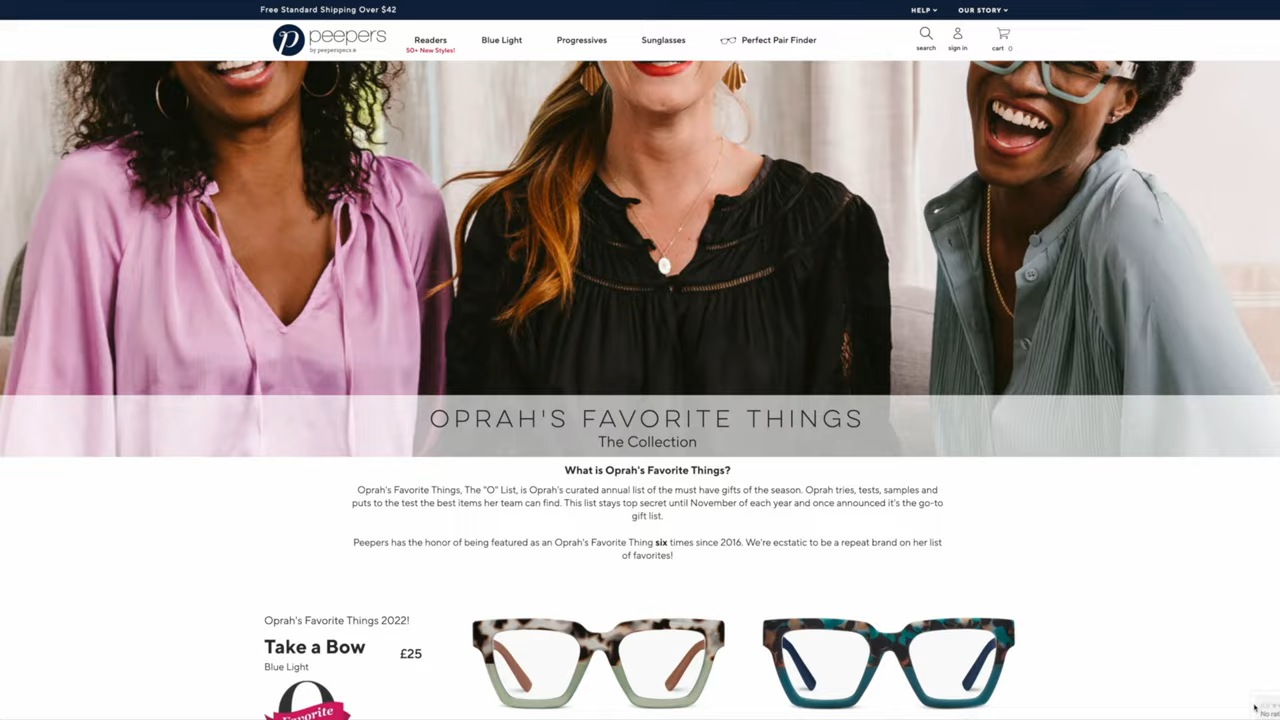 Free Standard Shipping Over $42
HELP
OUR STORY
peepers
by peeperspecs
Readers
50+ New Styles!
Blue Light
Progressives
Sunglasses
Perfect Pair Finder
search
sign in
cart 0
OPRAH'S FAVORITE THINGS
The Collection
What is Oprah's Favorite Things?
Oprah's Favorite Things, The "O" List, is Oprah's curated annual list of the must have gifts of the season. Oprah tries, tests, samples and
puts to the test the best items her team can find. This list stays top secret until November of each year and once announced it's the go-to
gift list.
Peepers has the honor of being featured as an Oprah's Favorite Thing six times since 2016. We're ecstatic to be a repeat brand on her list
of favorites!
Oprah's Favorite Things 2022!
Take a Bow
£25
Blue Light
Favorite